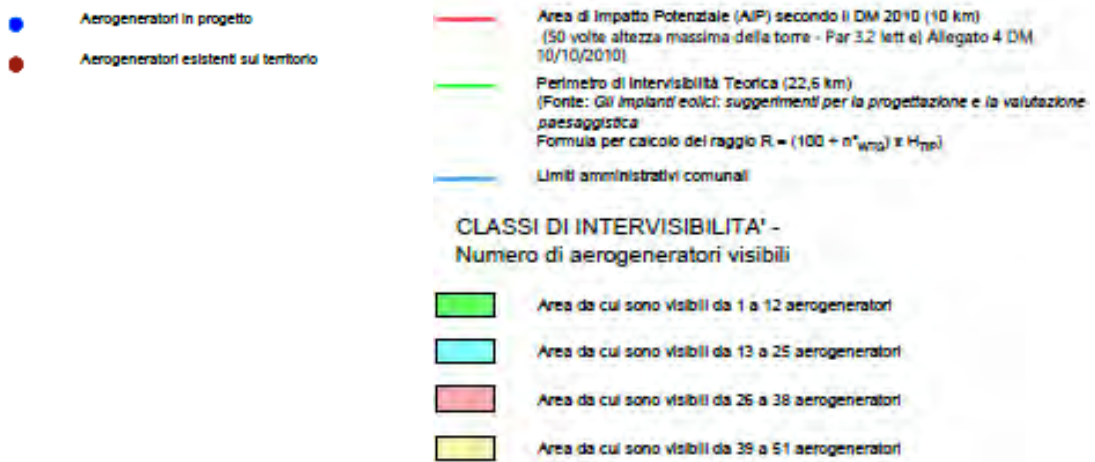 Aerogeneratori in progetto
Aerogeneratori esistenti sul territorio
Area di Impatto Potenziale (AIP) secondo il DM 2010 (10 km)
(50 volte altezza massima della torre - Par 3.2 lett e) Allegato 4 DM
10/10/2010)
Perimetro di Intervisibilità Teorica (22,6 km)
(Fonte: Gli impianti eolici: suggerimenti per la progettazione e la valutazione
paesaggistica
Formula per calcolo del raggio R = (100 + n°WTG) x HTIP)
Limiti amministrativi comunali
CLASSI DI INTERVISIBILITA' -
Numero di aerogeneratori visibili
Area da cui sono visibili da 1 a 12 aerogeneratori
Area da cui sono visibili da 13 a 25 aerogeneratori
Area da cui sono visibili da 26 a 38 aerogeneratori
Area da cui sono visibili da 39 a 51 aerogeneratori